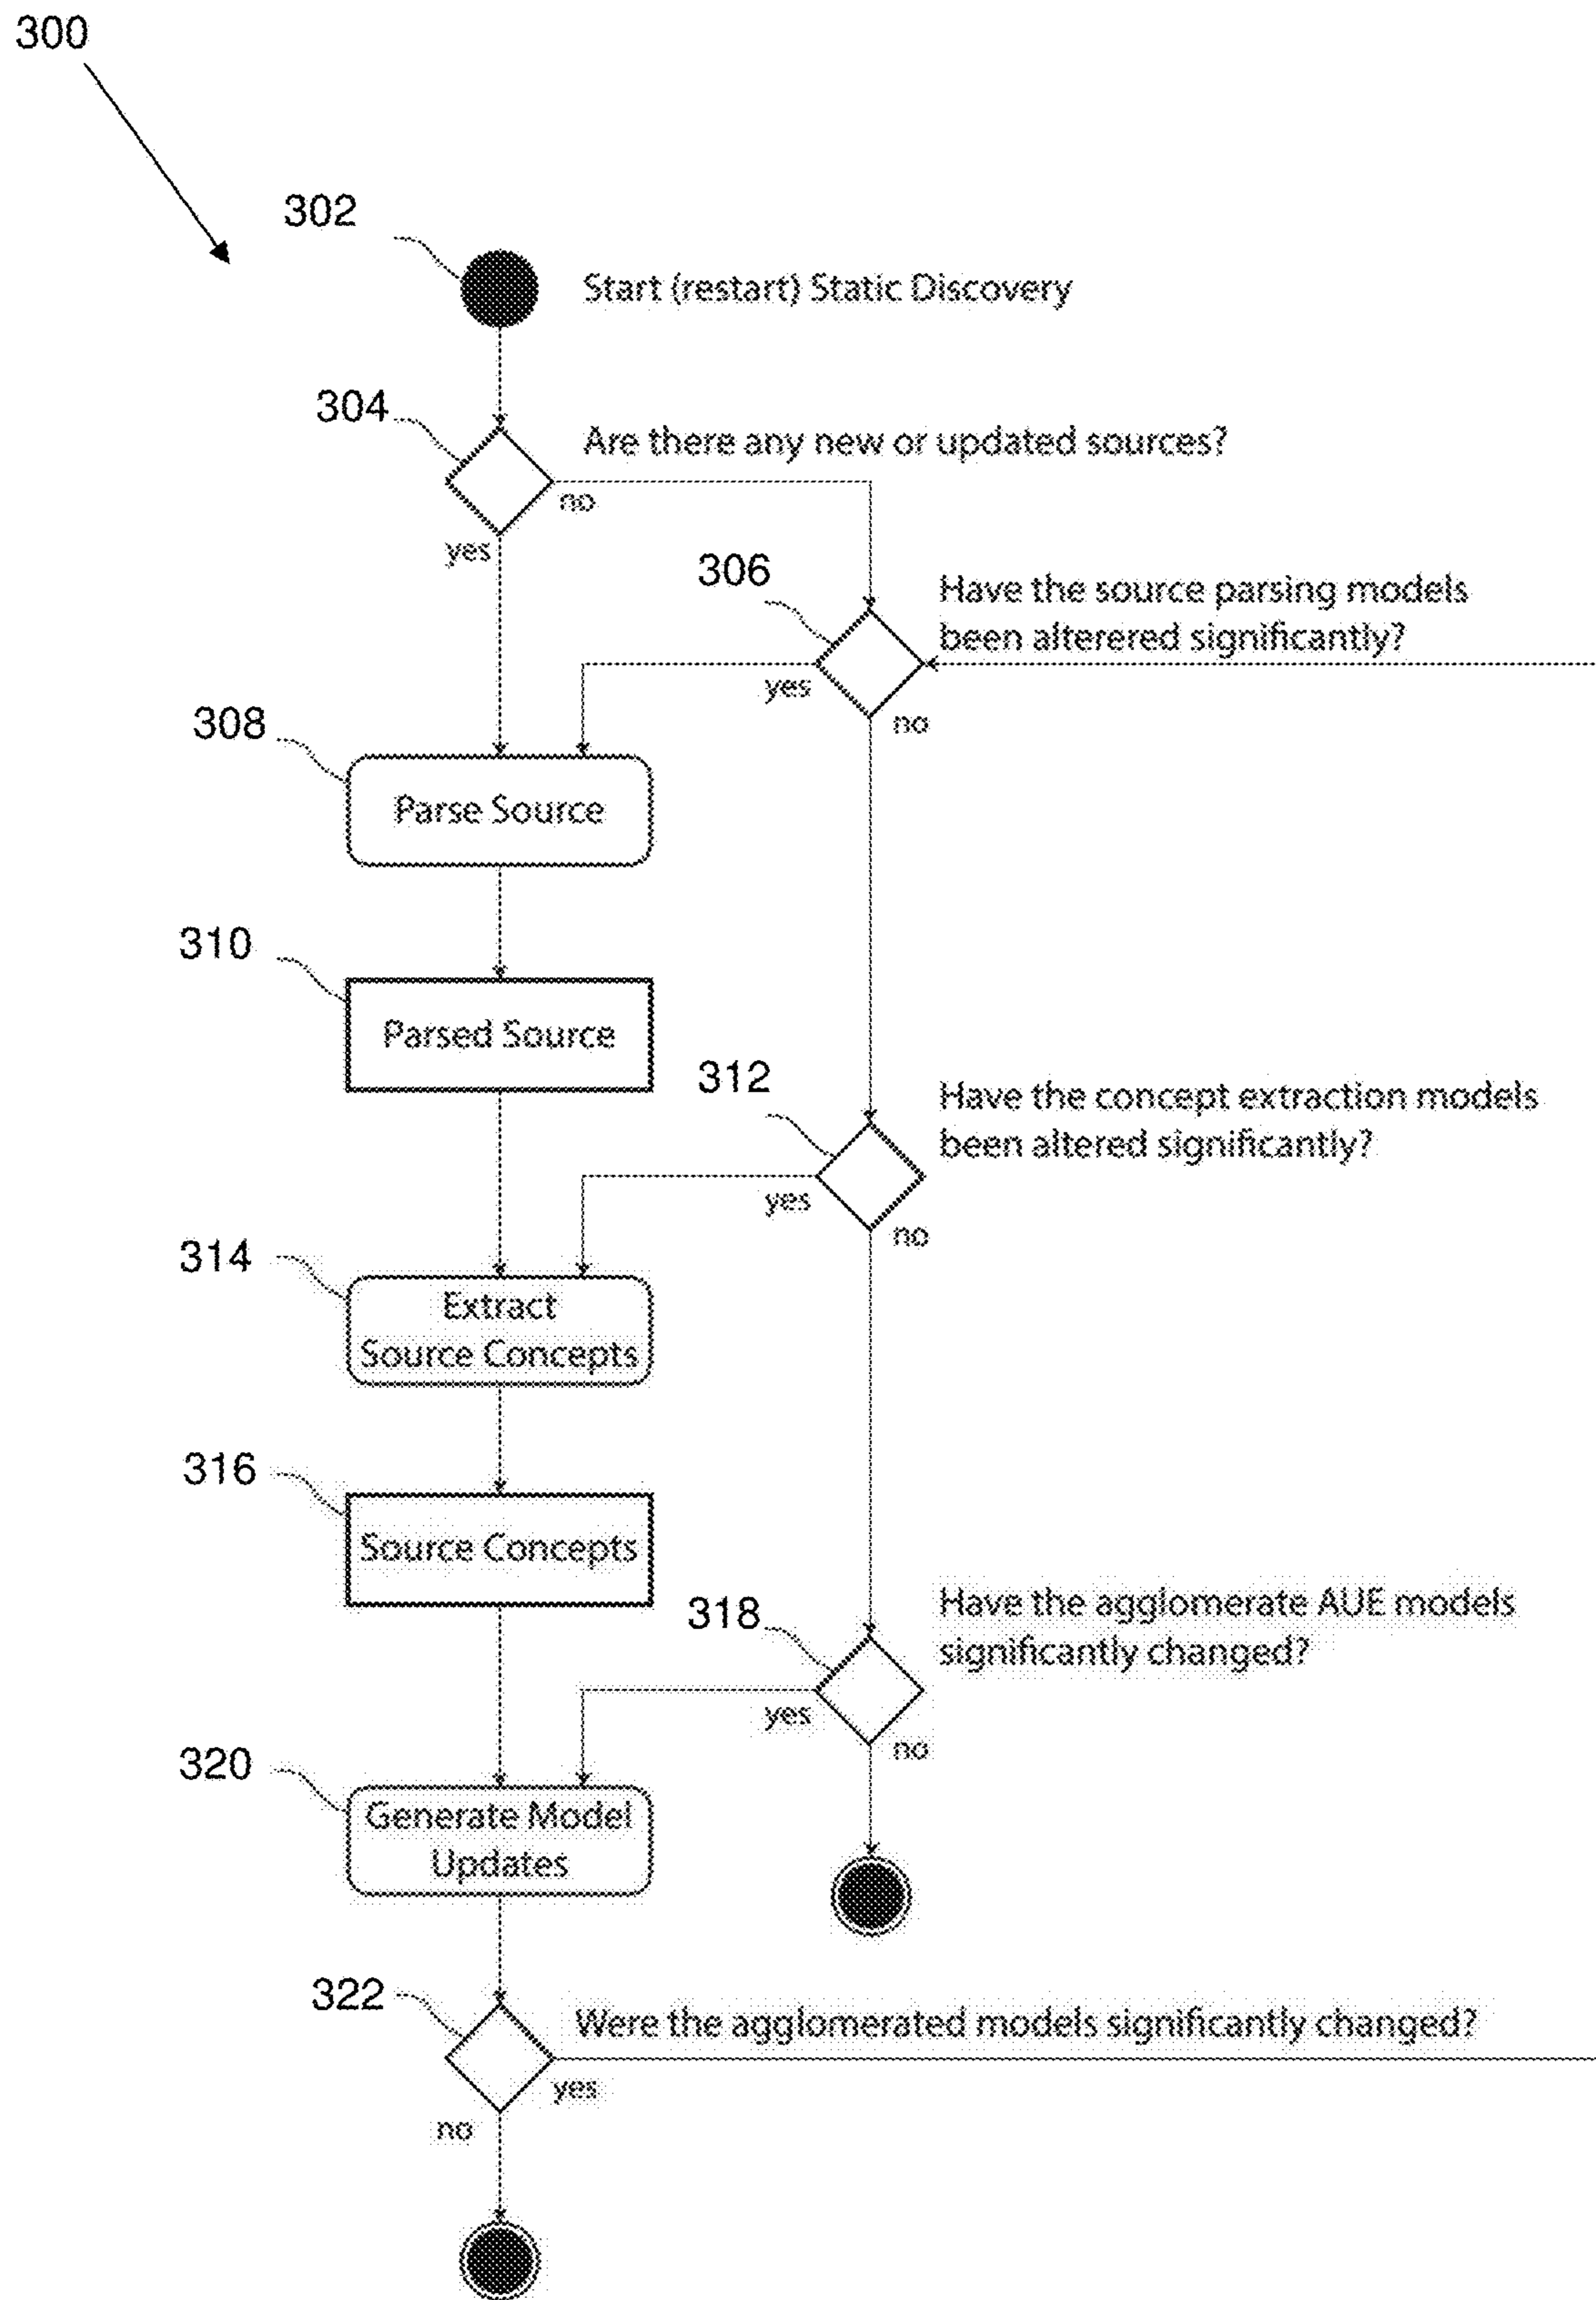 300
302
Start (restart) Static Discovery
304
Are there any new or updated sources?
no
yes
306
Have the source parsing models
been alterered significantly?
yes
no
308
Parse Source
310
Parsed Source
312
Have the concept extraction models
been altered significantly?
yes
no
314
Extract
Source Concepts
316
Source Concepts
318
Have the agglomerate AUE models
significantly changed?
yes
no
320
Generate Model
Updates
322
Were the agglomerated models significantly changed?
yes
no